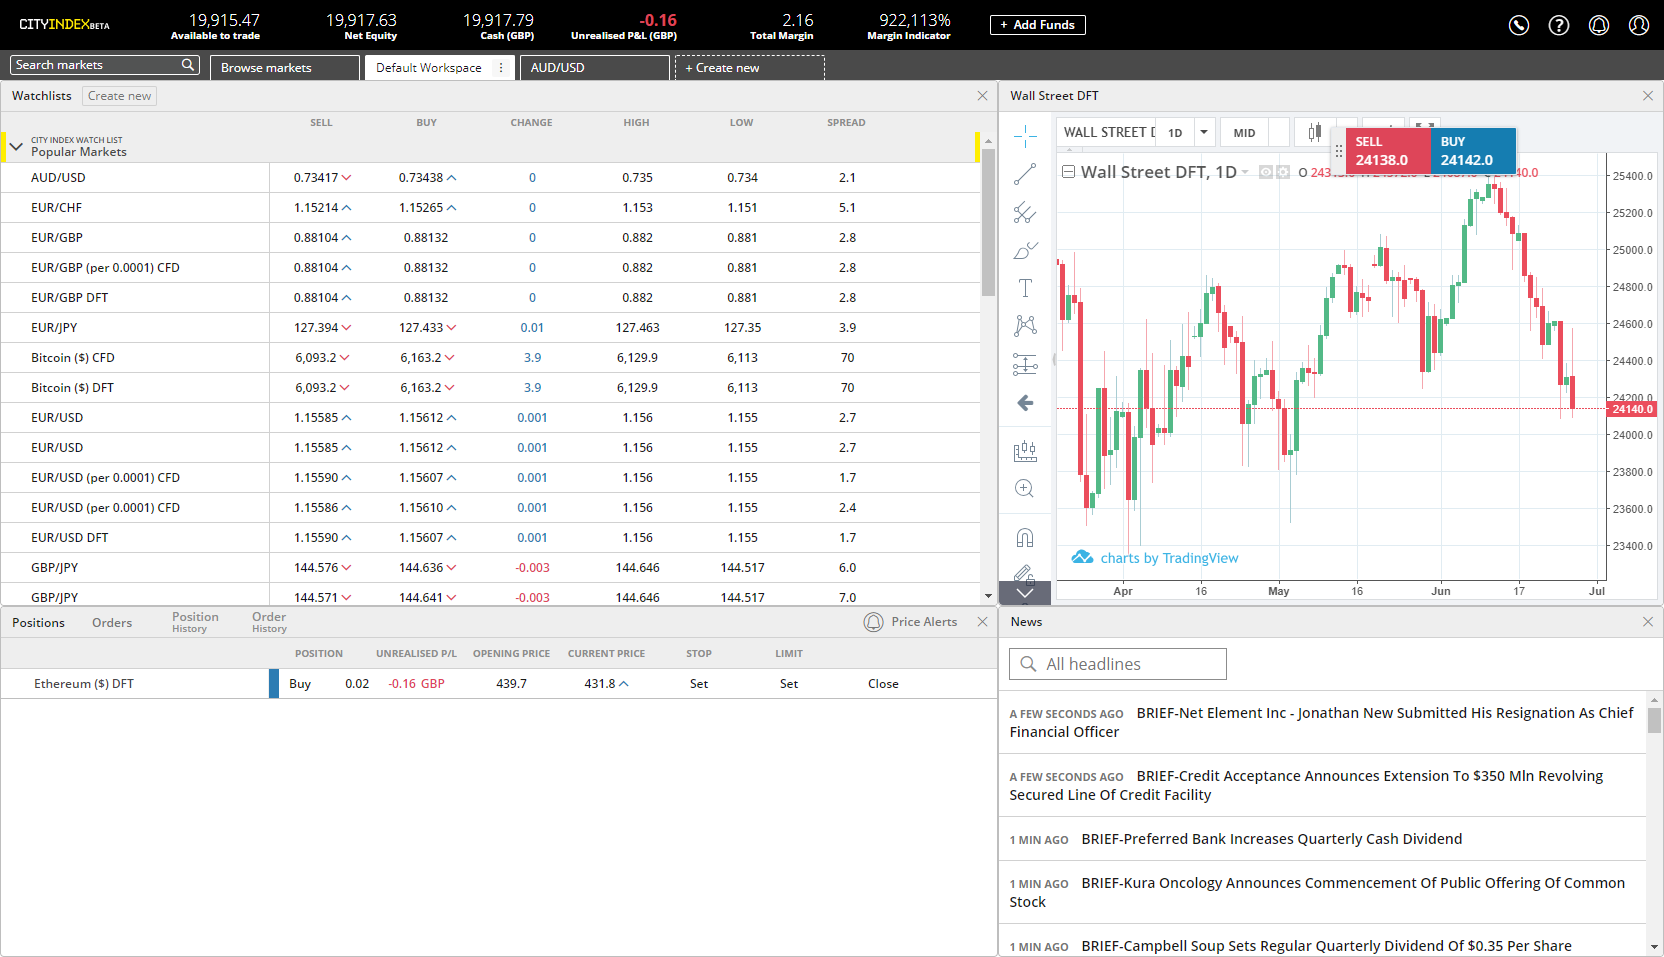 CITYINDEXBETA
19,915.47
Available to trade
19,917.63
Net Equity
19,917.79
Cash (GBP)
-0.16
Unrealised P&L (GBP)
2.16
Total Margin
922,113%
Margin Indicator
+ Add Funds
Search markets
Browse markets
Default Workspace
AUD/USD
+ Create new
Watchlists Create new
SELL BUY CHANGE HIGH LOW SPREAD
CITY INDEX WATCH LIST
Popular Markets
AUD/USD 0.73417 0.73438 0 0.735 0.734 2.1
EUR/CHF 1.15214 1.15265 0 1.153 1.151 5.1
EUR/GBP 0.88104 0.88132 0 0.882 0.881 2.8
EUR/GBP (per 0.0001) CFD 0.88104 0.88132 0 0.882 0.881 2.8
EUR/GBP DFT 0.88104 0.88132 0 0.882 0.881 2.8
EUR/JPY 127.394 127.433 0.01 127.463 127.35 3.9
Bitcoin ($) CFD 6,093.2 6,163.2 3.9 6,129.9 6,113 70
Bitcoin ($) DFT 6,093.2 6,163.2 3.9 6,129.9 6,113 70
EUR/USD 1.15585 1.15612 0.001 1.156 1.155 2.7
EUR/USD 1.15585 1.15612 0.001 1.156 1.155 2.7
EUR/USD (per 0.0001) CFD 1.15590 1.15607 0.001 1.156 1.155 1.7
EUR/USD (per 0.0001) CFD 1.15586 1.15610 0.001 1.156 1.155 2.4
EUR/USD DFT 1.15590 1.15607 0.001 1.156 1.155 1.7
GBP/JPY 144.576 144.636 -0.003 144.646 144.517 6.0
GBP/JPY 144.571 144.641 -0.003 144.646 144.517 7.0
Wall Street DFT
WALL STREET 1D MID
SELL
24138.0
BUY
24142.0
Wall Street DFT, 1D
25400.0
25200.0
25000.0
24800.0
24600.0
24400.0
24200.0
24140.0
24000.0
23800.0
23600.0
23400.0
charts by TradingView
Apr 16 May 16 Jun 17 Jul
Positions Orders Position History Order History Price Alerts
POSITION UNREALISED P/L OPENING PRICE CURRENT PRICE STOP LIMIT
Ethereum ($) DFT Buy 0.02 -0.16 GBP 439.7 431.8 Set Set Close
News
All headlines
A FEW SECONDS AGO BRIEF-Net Element Inc - Jonathan New Submitted His Resignation As Chief
Financial Officer
A FEW SECONDS AGO BRIEF-Credit Acceptance Announces Extension To $350 Mln Revolving
Secured Line Of Credit Facility
1 MIN AGO BRIEF-Preferred Bank Increases Quarterly Cash Dividend
1 MIN AGO BRIEF-Kura Oncology Announces Commencement Of Public Offering Of Common
Stock
1 MIN AGO BRIEF-Campbell Soup Sets Regular Quarterly Dividend Of $0.35 Per Share